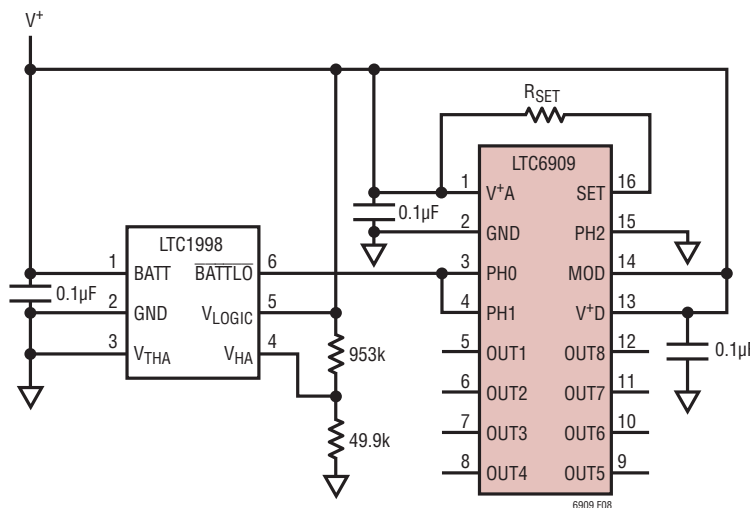 V+
RSET
LTC6909
1 V+A SET 16
0.1µF
2 GND PH2 15
LTC1998
1 BATT BATTLO 6
3 PH0 MOD 14
0.1µF
2 GND VLOGIC 5
4 PH1 V+D 13
3 VTHA VHA 4
953k
5 OUT1 OUT8 12
0.1µF
6 OUT2 OUT7 11
49.9k
7 OUT3 OUT6 10
8 OUT4 OUT5 9
6909 F08